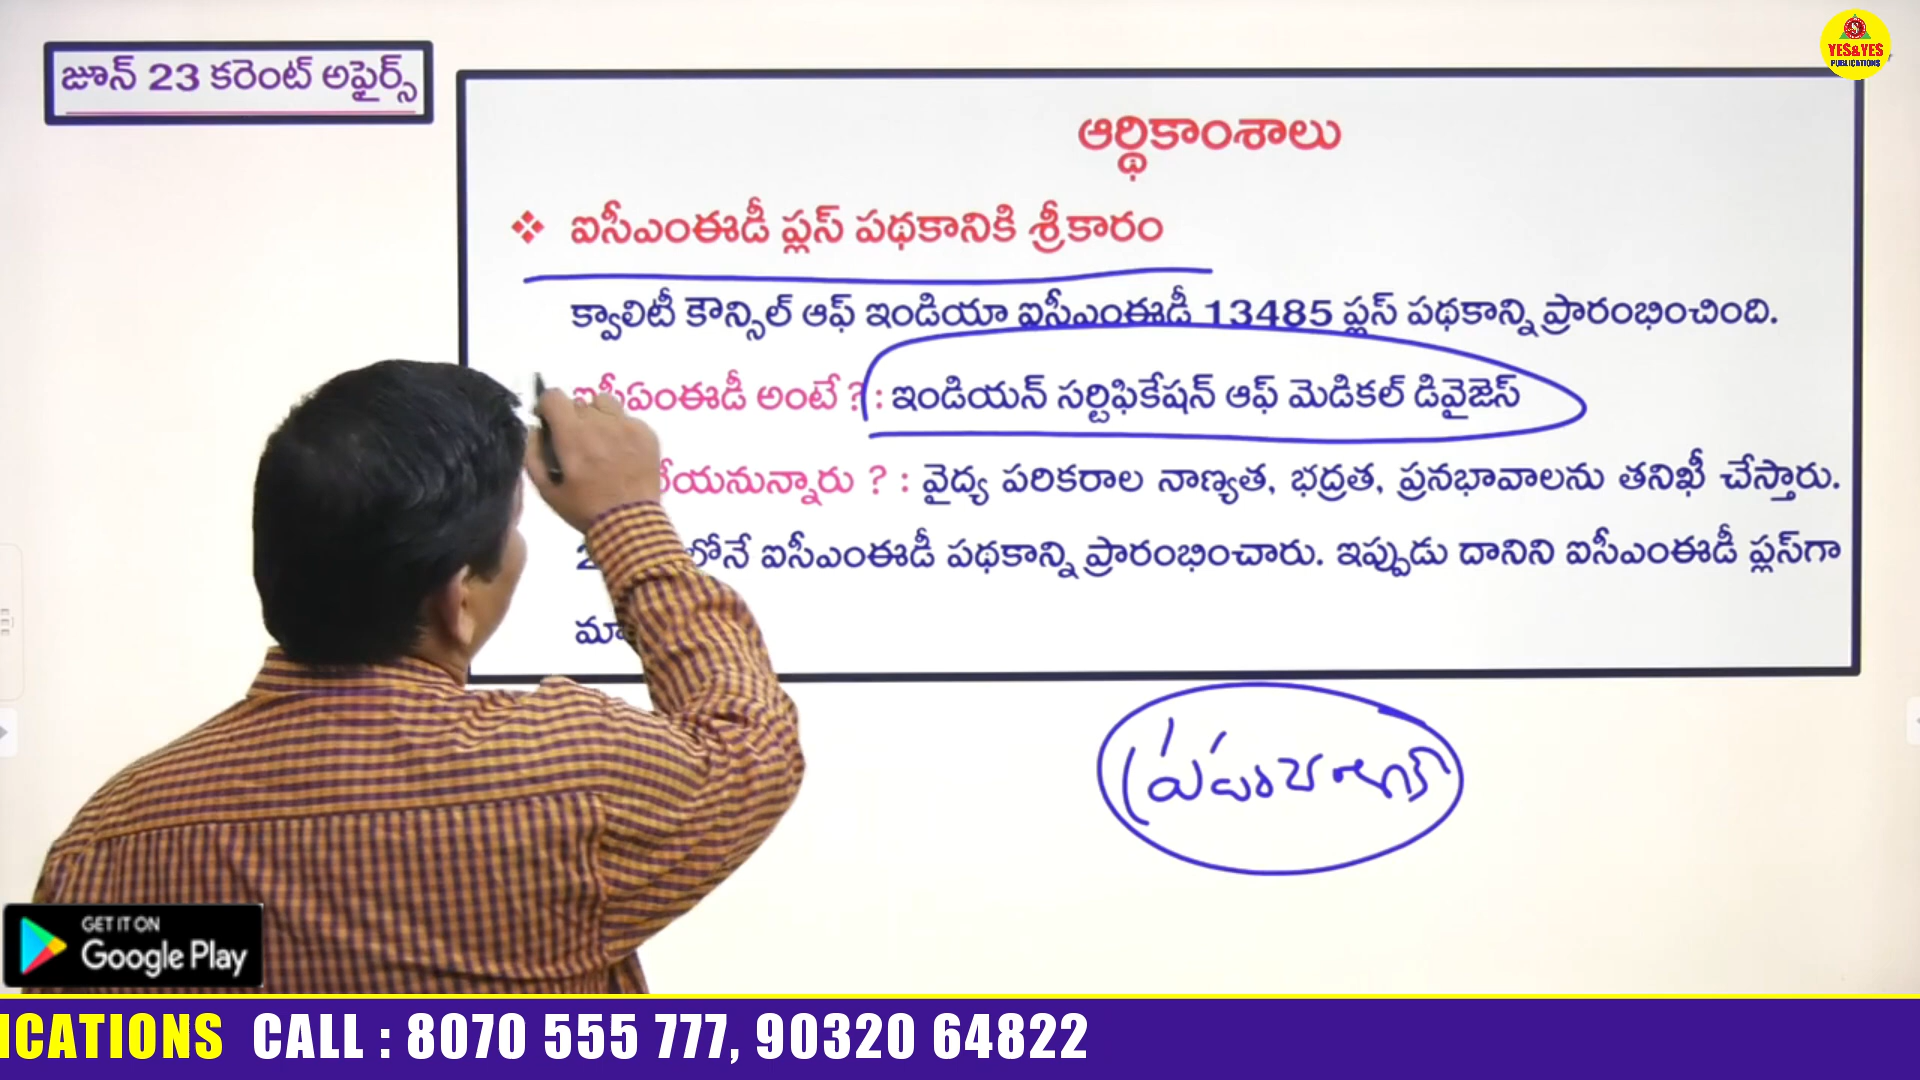 జూన్ 23 కరెంట్ అఫైర్స్
YES&YES
PUBLICATIONS
ఆర్థికాంశాలు
❖ ఐసీఎంఈడీ ప్లస్ పథకానికి శ్రీకారం
క్వాలిటీ కౌన్సిల్ ఆఫ్ ఇండియా ఐసీఎంఈడీ 13485 ప్లస్ పథకాన్ని ప్రారంభించింది.
ఐసీఏంఈడీ అంటే ? : ఇండియన్ సర్టిఫికేషన్ ఆఫ్ మెడికల్ డివైజెస్
? : వైద్య పరికరాల నాణ్యత, భద్రత, ప్రనభావాలను తనిఖీ చేస్తారు.
ఐసీఎంఈడీ పథకాన్ని ప్రారంభించారు. ఇప్పుడు దానిని ఐసీఎంఈడీ ప్లస్‌గా
GET IT ON
Google Play
ICATIONS CALL : 8070 555 777, 90320 64822